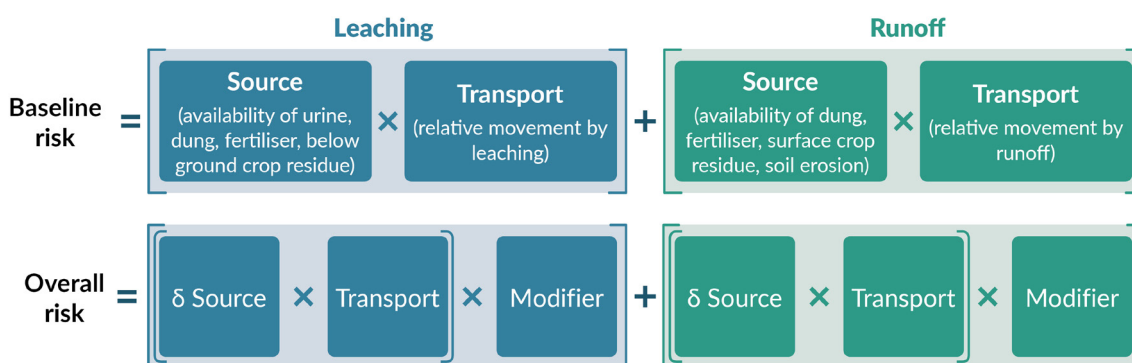 Leaching
Runoff
Baseline
risk
=
Source
(availability of urine,
dung, fertiliser, below
ground crop residue)
×
Transport
(relative movement by
leaching)
+
Source
(availability of dung,
fertiliser, surface crop
residue, soil erosion)
×
Transport
(relative movement by
runoff)
Overall
risk
=
δ Source
×
Transport
×
Modifier
+
δ Source
×
Transport
×
Modifier